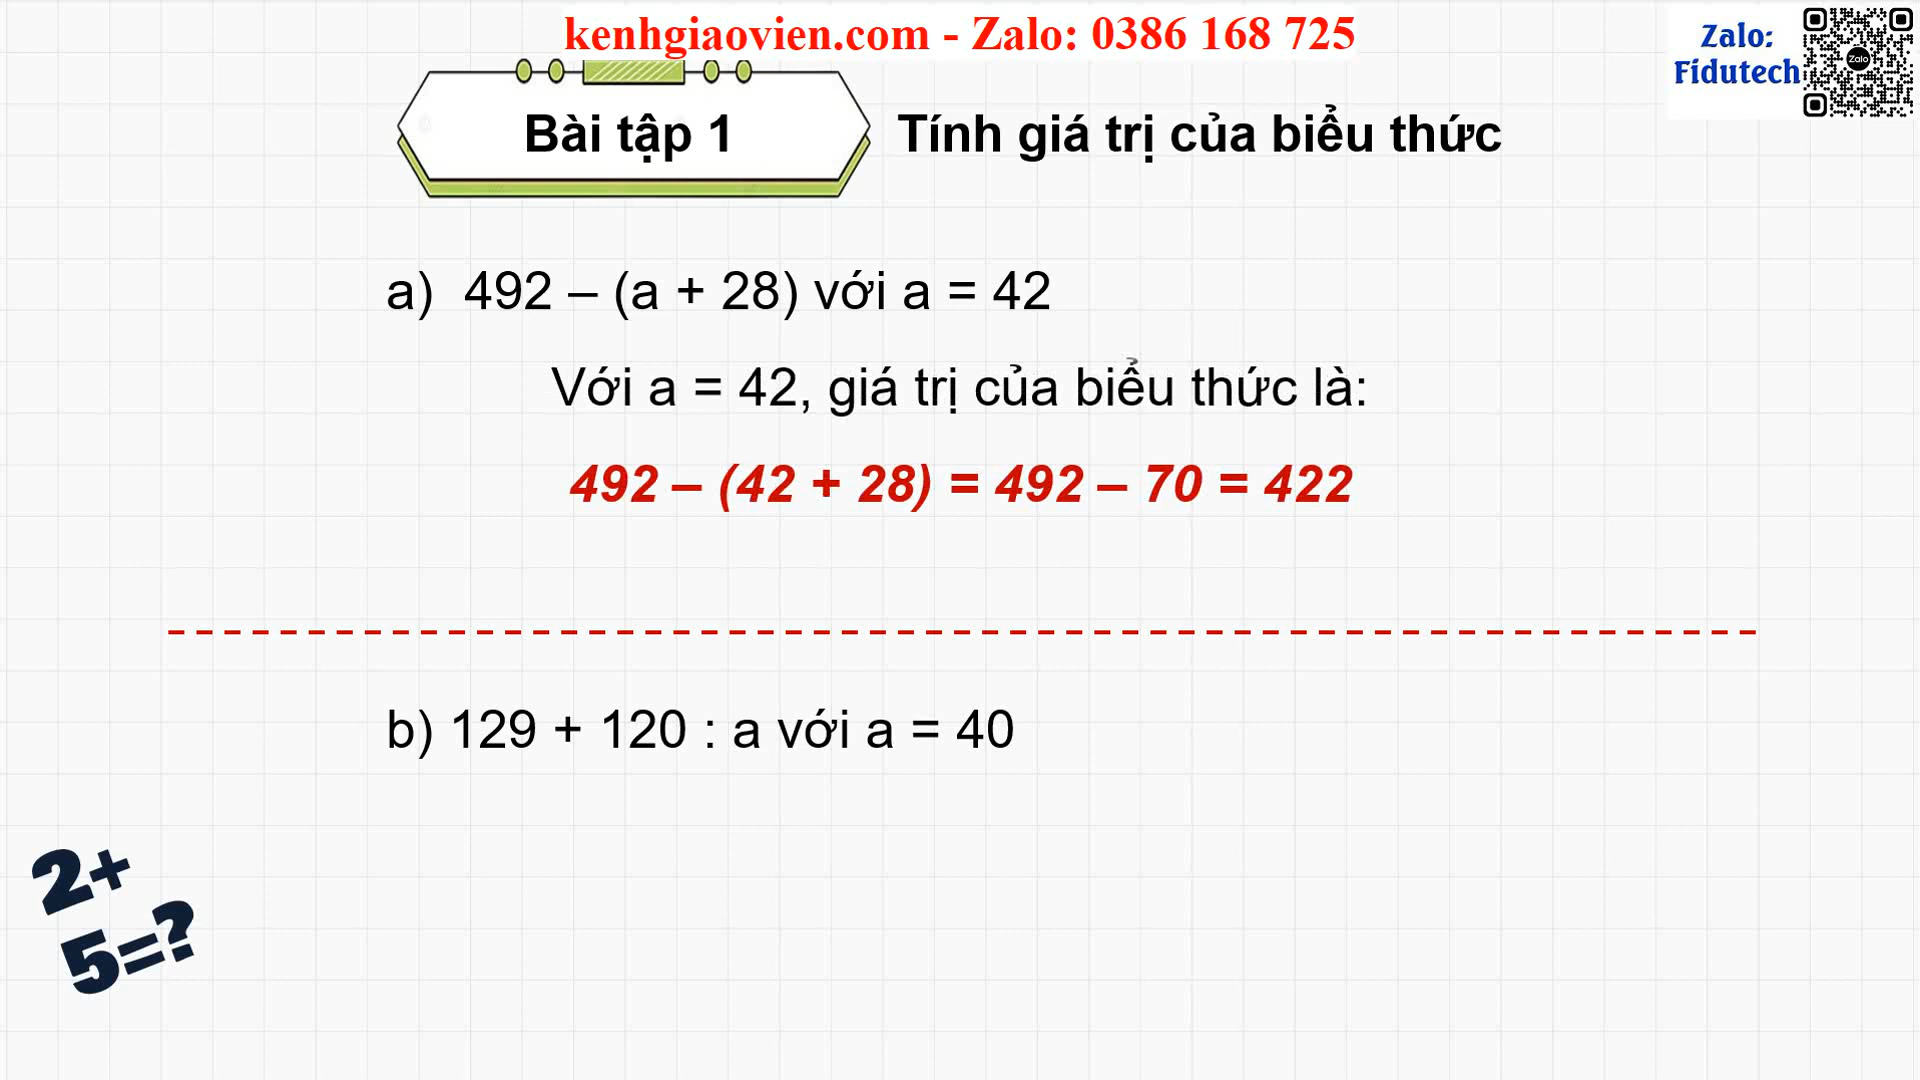 kenhgiaovien.com - Zalo: 0386 168 725
Zalo:
Fidutech
Zalo
Bài tập 1
Tính giá trị của biểu thức
a) 492 – (a + 28) với a = 42
Với a = 42, giá trị của biểu thức là:
492 – (42 + 28) = 492 – 70 = 422
b) 129 + 120 : a với a = 40
2+
5=?